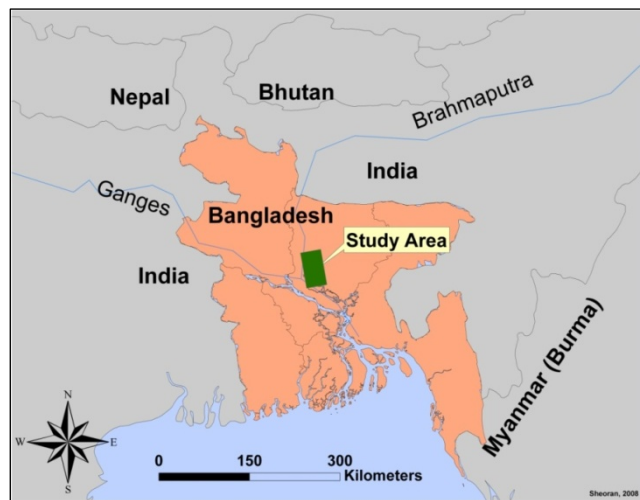 Nepal
Bhutan
Brahmaputra
India
Ganges
Bangladesh
Study Area
India
Myanmar (Burma)
N
W E
S
0 150 300
Kilometers
Sheoran, 2008